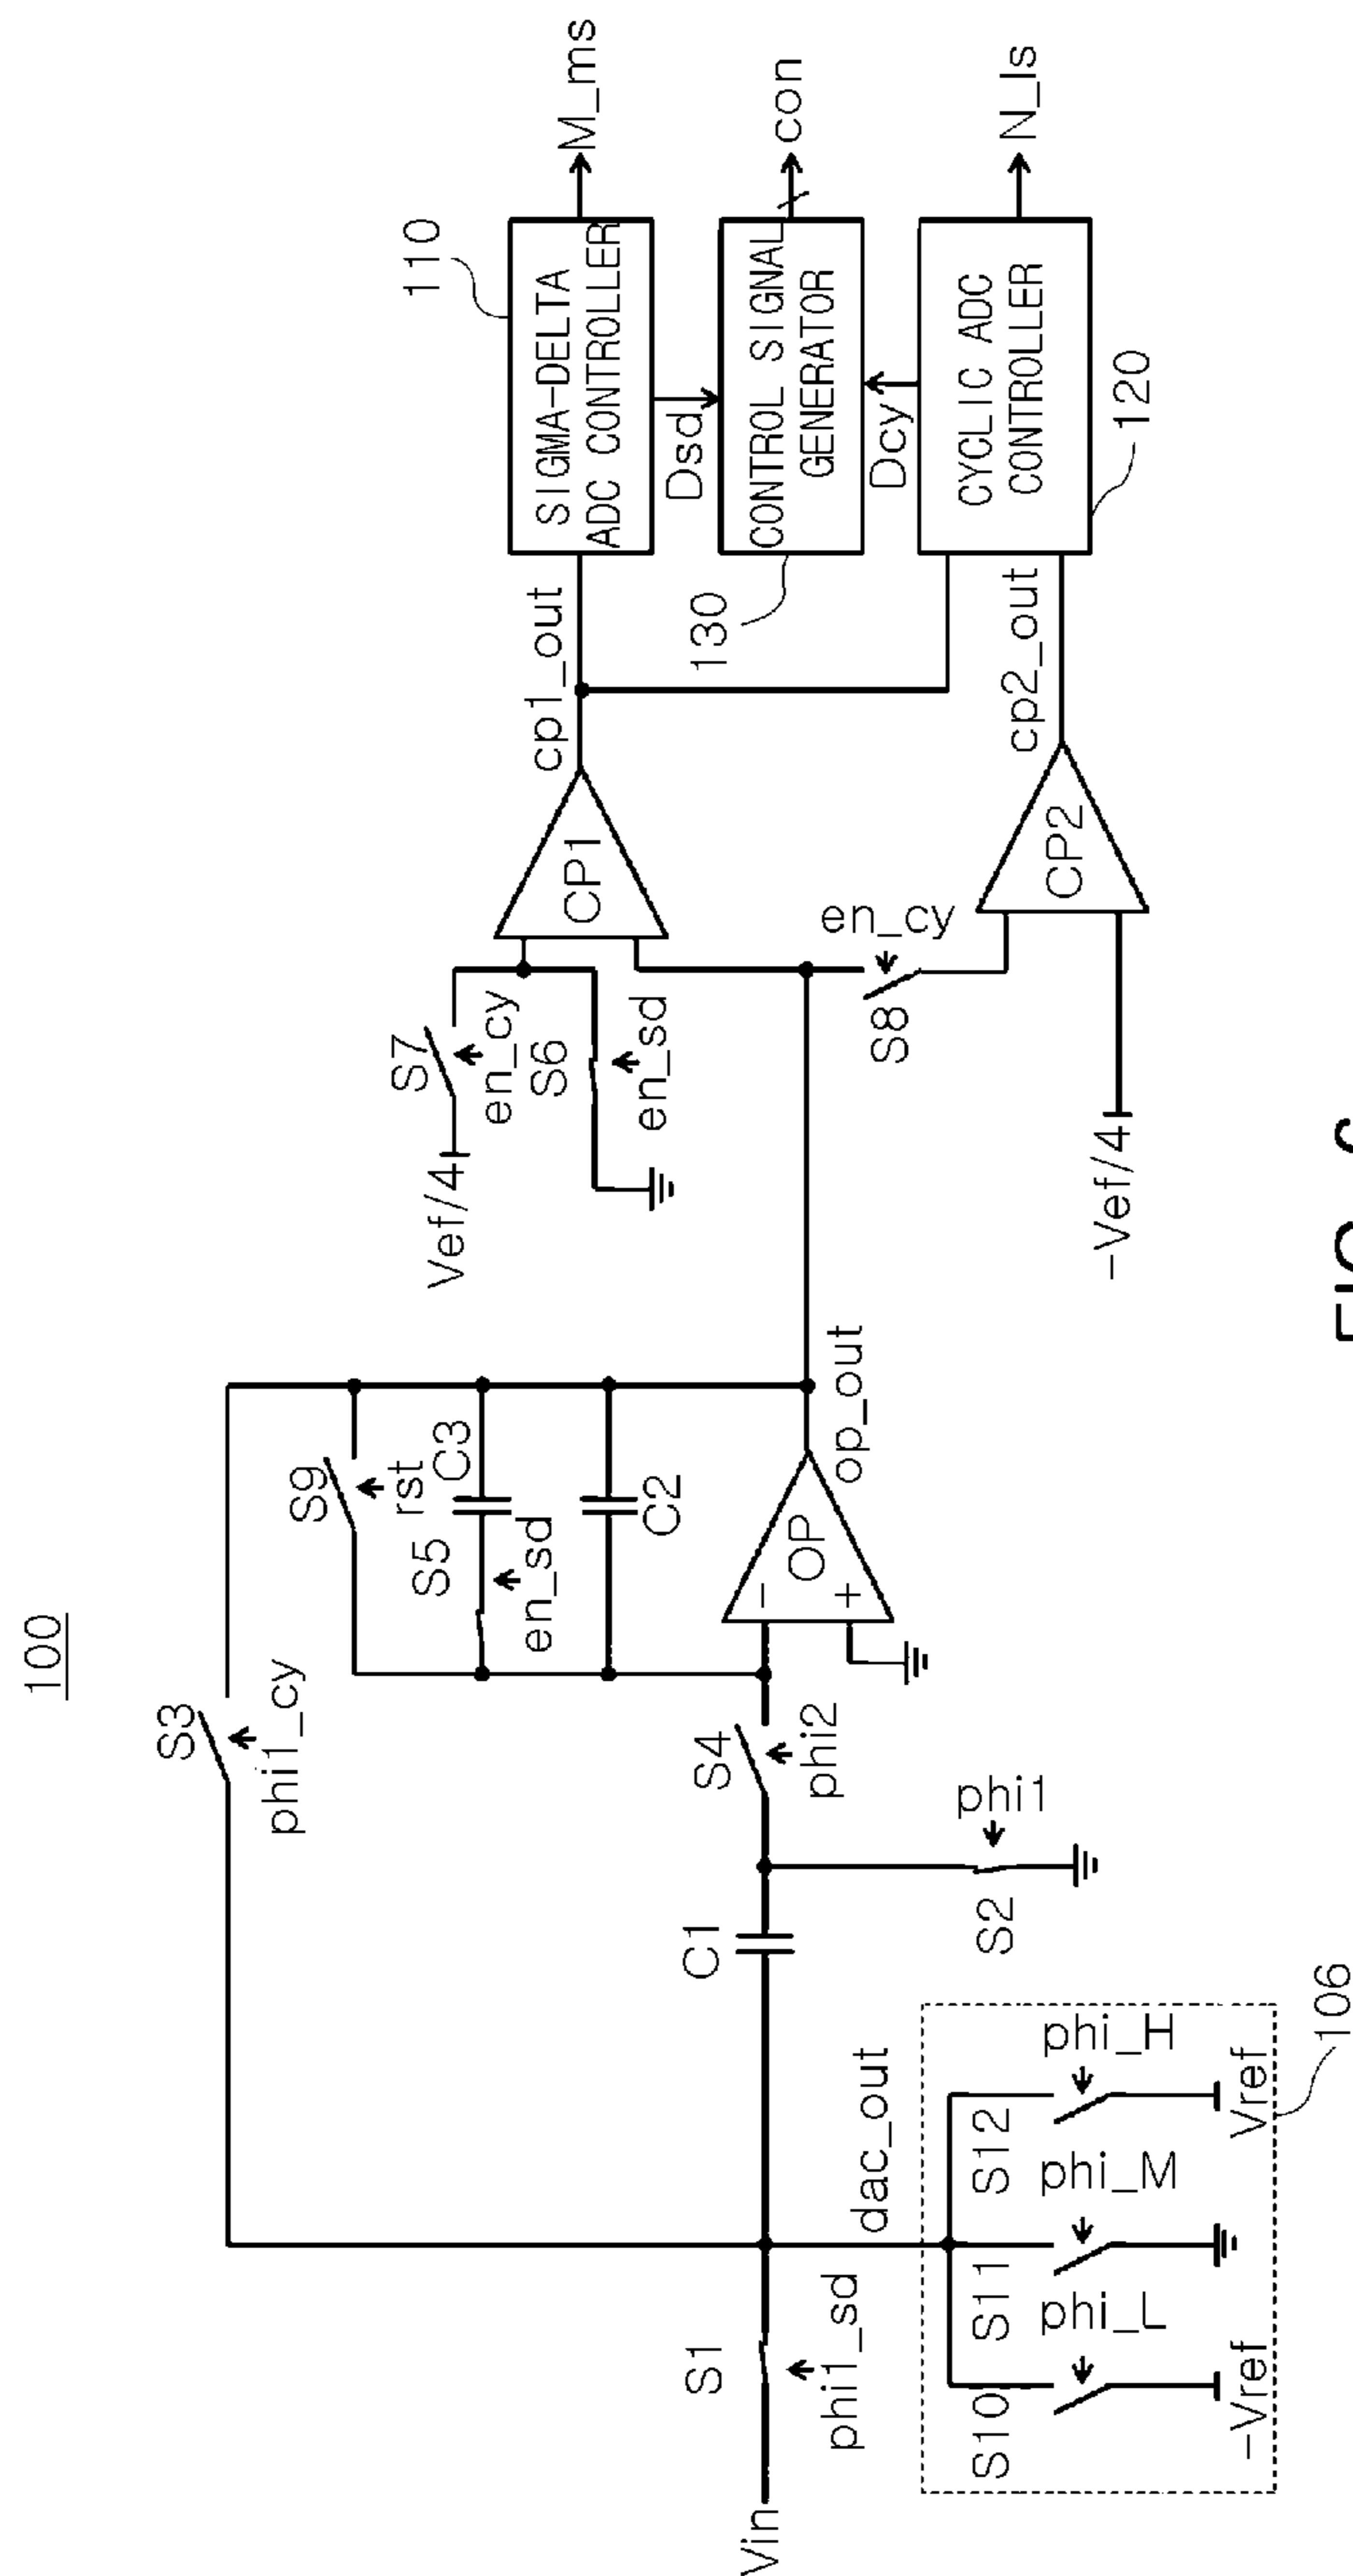 100
S3
phi1_cy
S9
rst
S5
en_sd
C3
C2
Vin
S1
phi1_sd
C1
S4
phi2
S2
phi1
-
+
OP
op_out
dac_out
S10
phi_L
-Vref
S11
phi_M
S12
phi_H
Vref
106
Vef/4
S7
en_cy
S6
en_sd
S8
en_cy
-Vef/4
CP1
cp1_out
CP2
cp2_out
110
SIGMA-DELTA
ADC CONTROLLER
M_ms
Dsd
130
CONTROL SIGNAL
GENERATOR
con
Dcy
120
CYCLIC ADC
CONTROLLER
N_ls